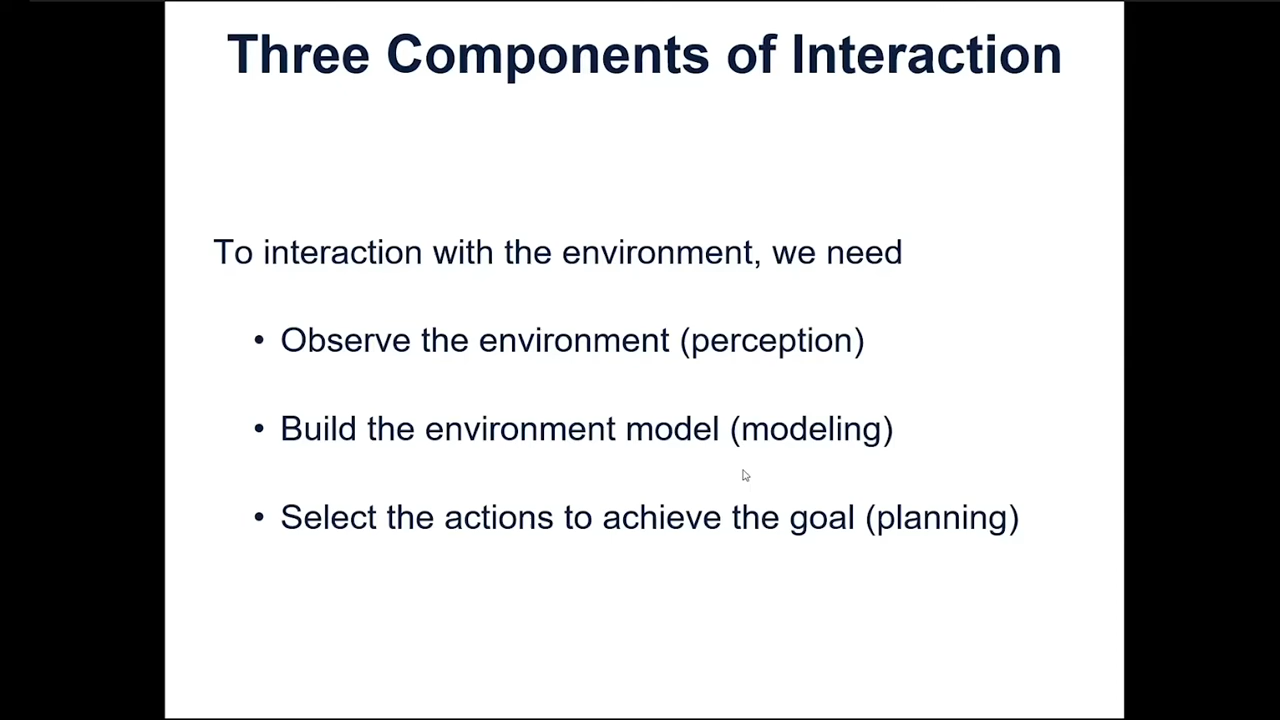 Three Components of Interaction
To interaction with the environment, we need
• Observe the environment (perception)
• Build the environment model (modeling)
• Select the actions to achieve the goal (planning)